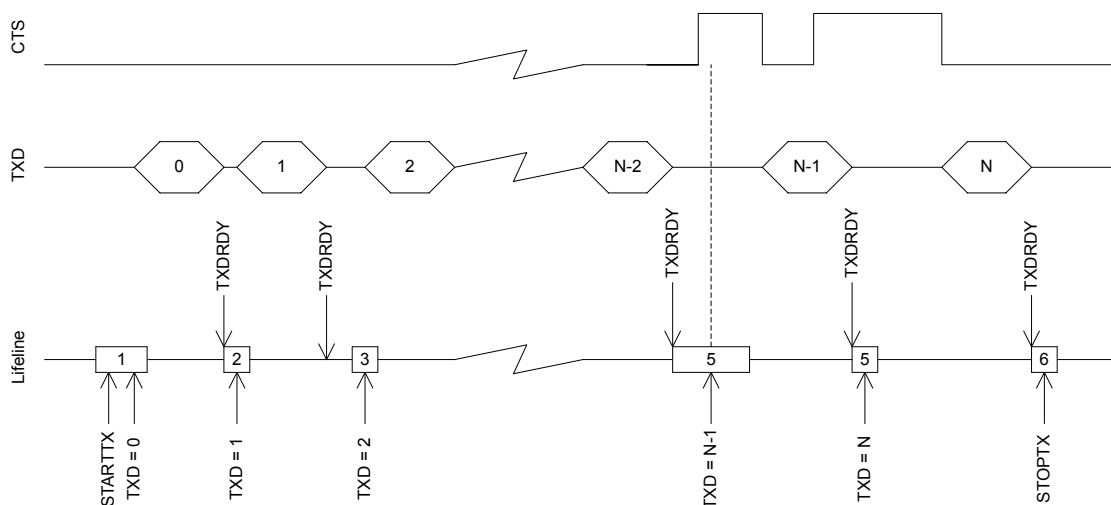 CTS
TXD
0
1
2
N-2
N-1
N
TXDRDY
TXDRDY
TXDRDY
TXDRDY
TXDRDY
Lifeline
1
2
3
5
5
6
STARTTX
TXD = 0
TXD = 1
TXD = 2
TXD = N-1
TXD = N
STOPTX